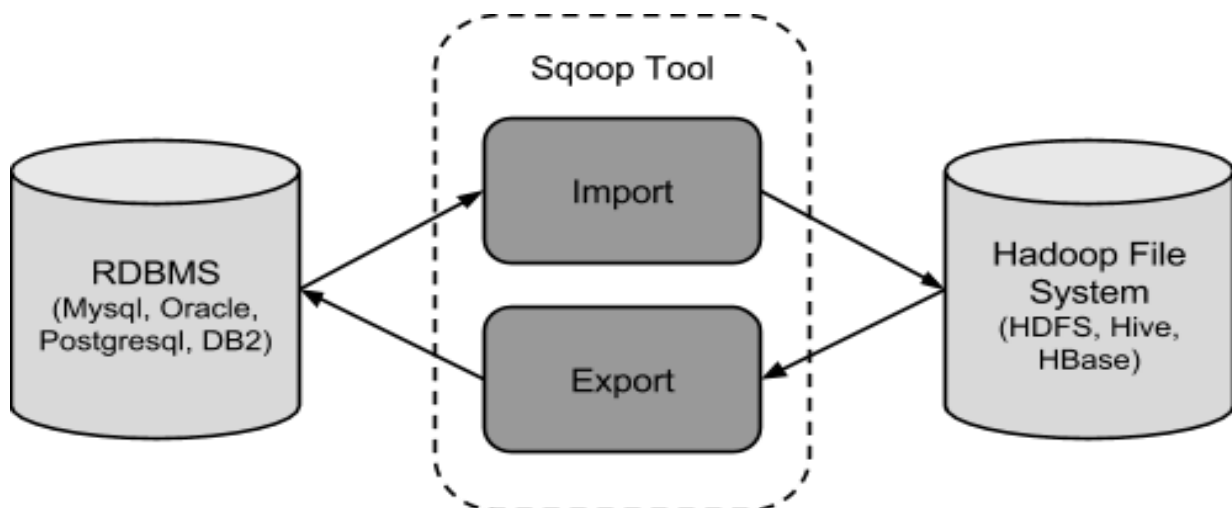 Sqoop Tool
Import
RDBMS
(Mysql, Oracle,
Postgresql, DB2)
Hadoop File
System
(HDFS, Hive,
HBase)
Export